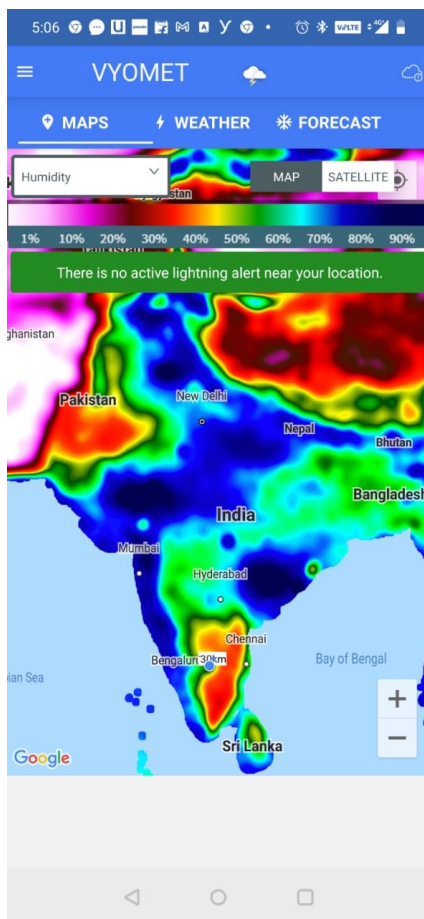 5:06
VoLTE 4G
VYOMET
MAPS WEATHER FORECAST
Humidity
MAP SATELLITE
1% 10% 20% 30% 40% 50% 60% 70% 80% 90%
There is no active lightning alert near your location.
Pakistan
New Delhi
Nepal
Bhutan
Bangladesh
India
Mumbai
Hyderabad
Chennai
30km
Bay of Bengal
Sri Lanka
Google